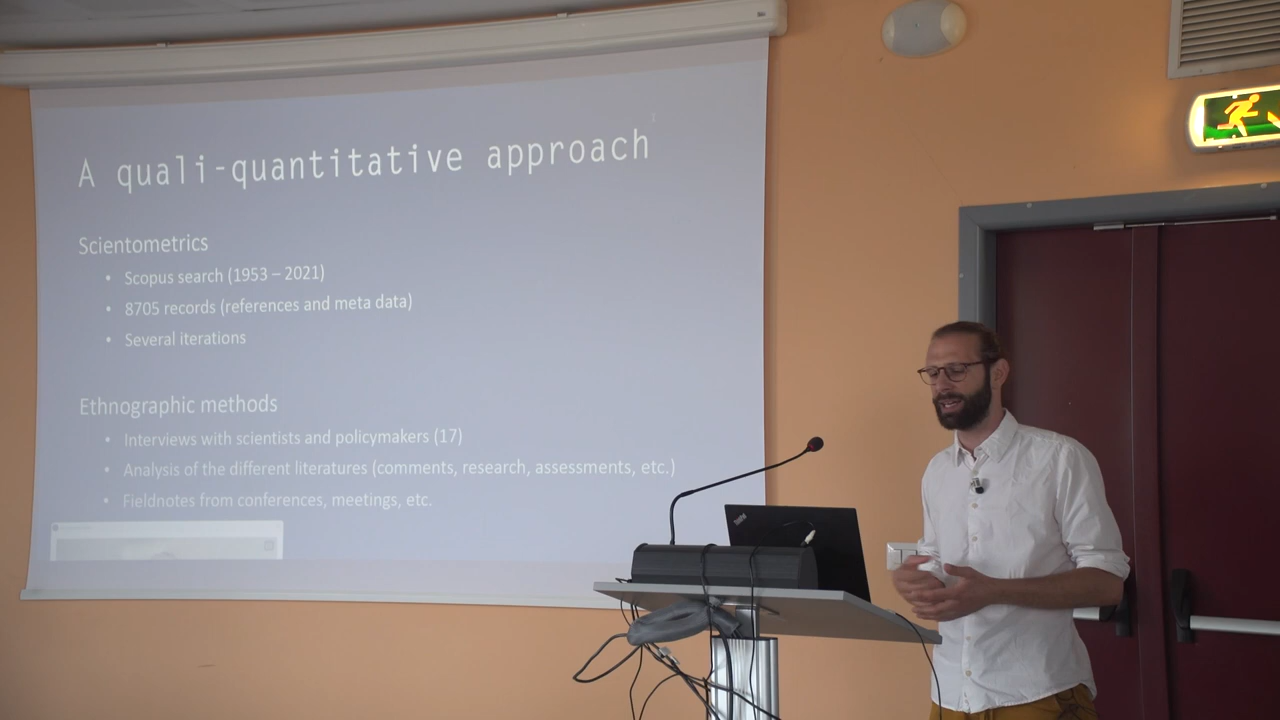 A quali-quantitative approach
Scientometrics
• Scopus search (1953 – 2021)
• 8705 records (references and meta data)
• Several iterations
Ethnographic methods
• Interviews with scientists and policymakers (17)
• Analysis of the different literatures (comments, research, assessments, etc.)
• Fieldnotes from conferences, meetings, etc.
ThinkPad